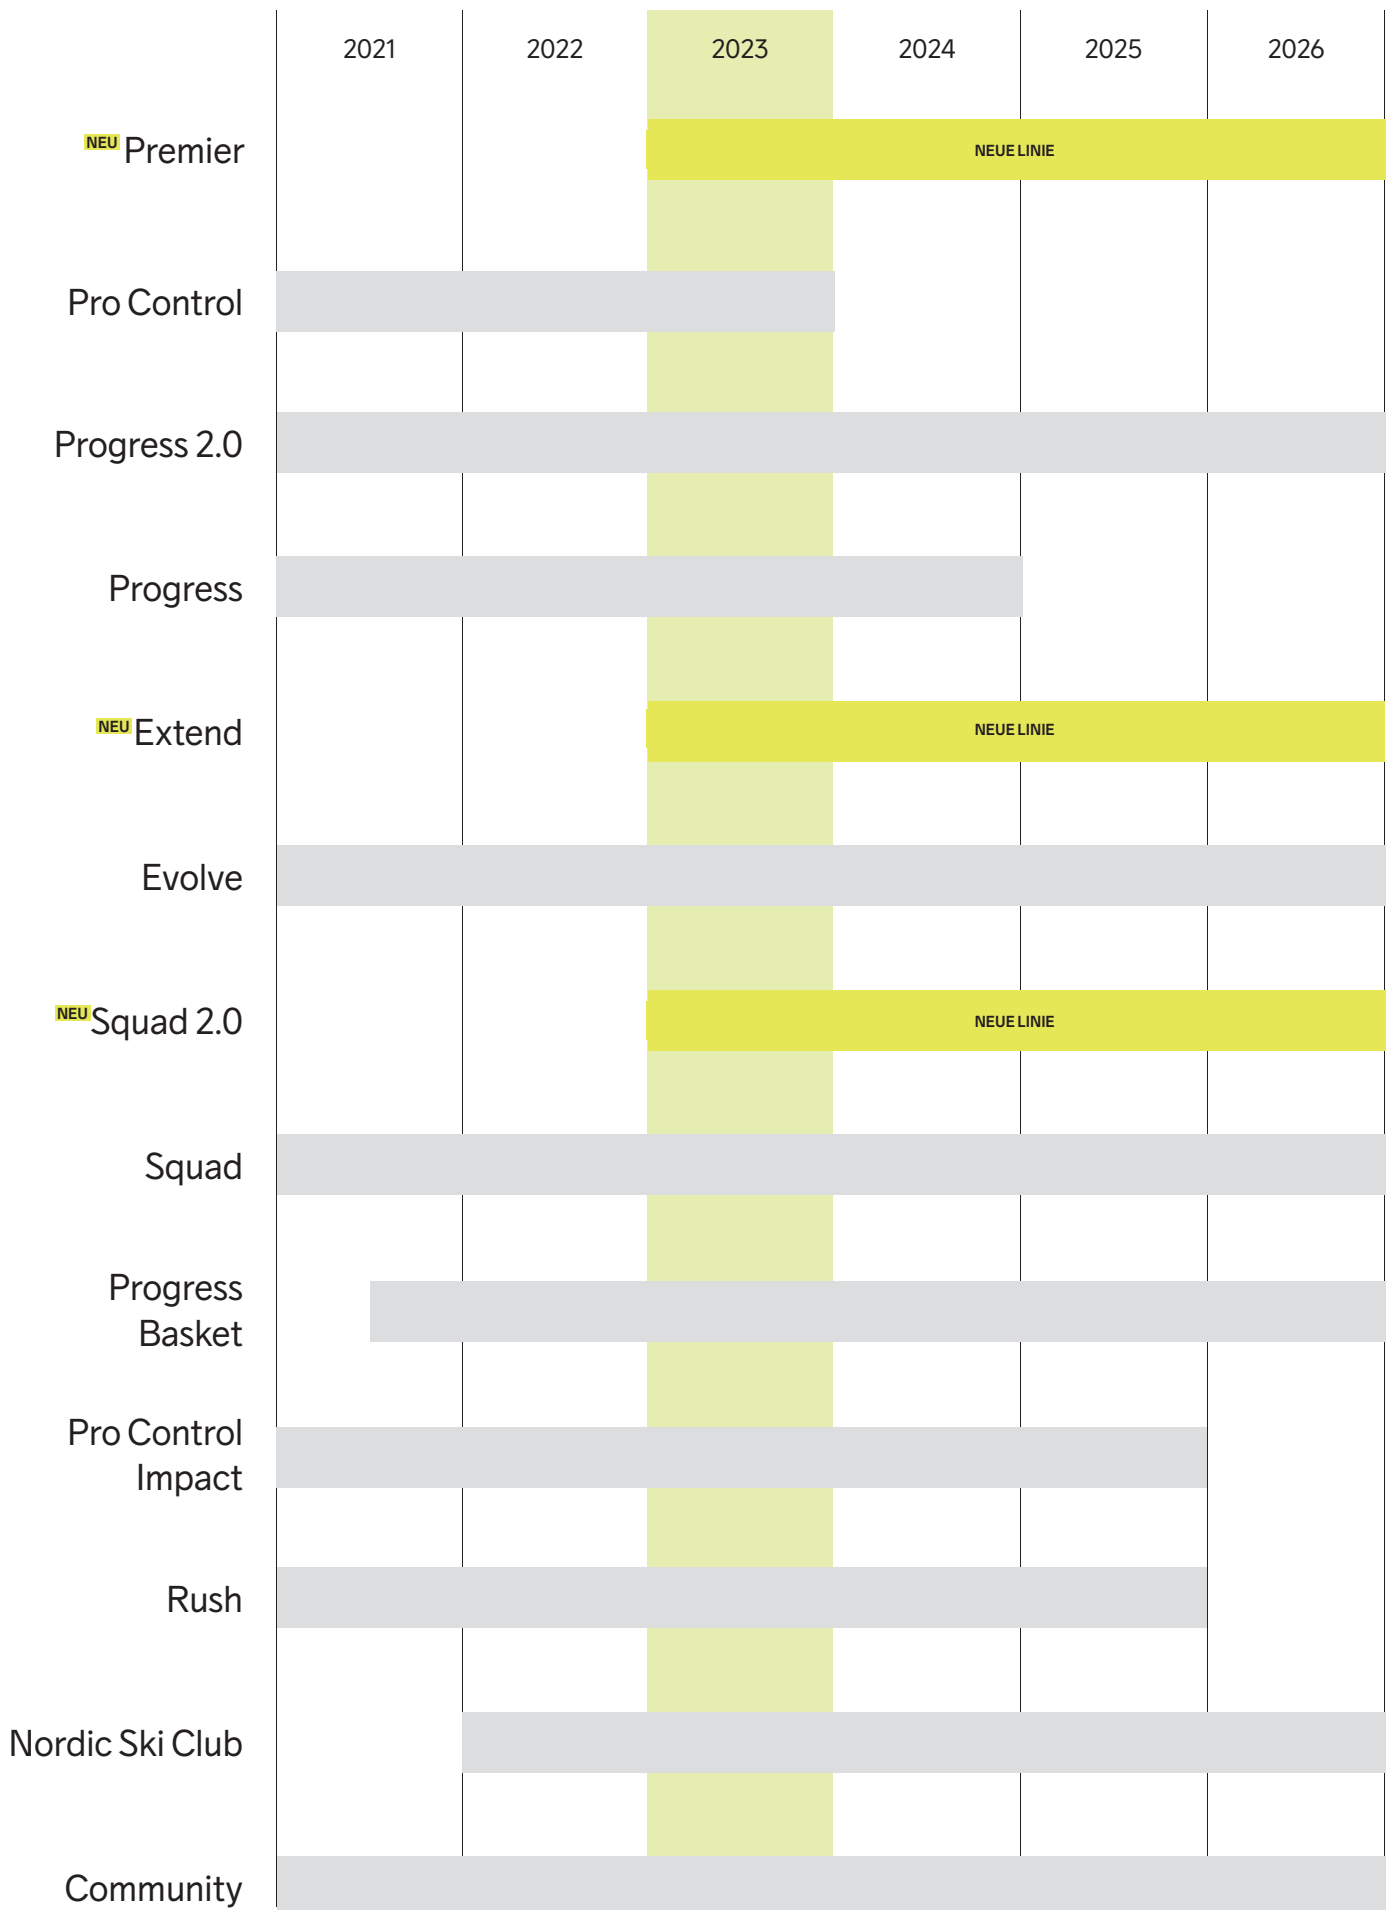 2021 2022 2023 2024 2025 2026
NEU Premier NEUE LINIE
Pro Control
Progress 2.0
Progress
NEU Extend NEUE LINIE
Evolve
NEU Squad 2.0 NEUE LINIE
Squad
Progress
Basket
Pro Control
Impact
Rush
Nordic Ski Club
Community